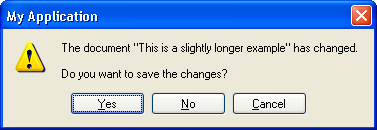 My Application
The document "This is a slightly longer example" has changed.
Do you want to save the changes?
Yes No Cancel